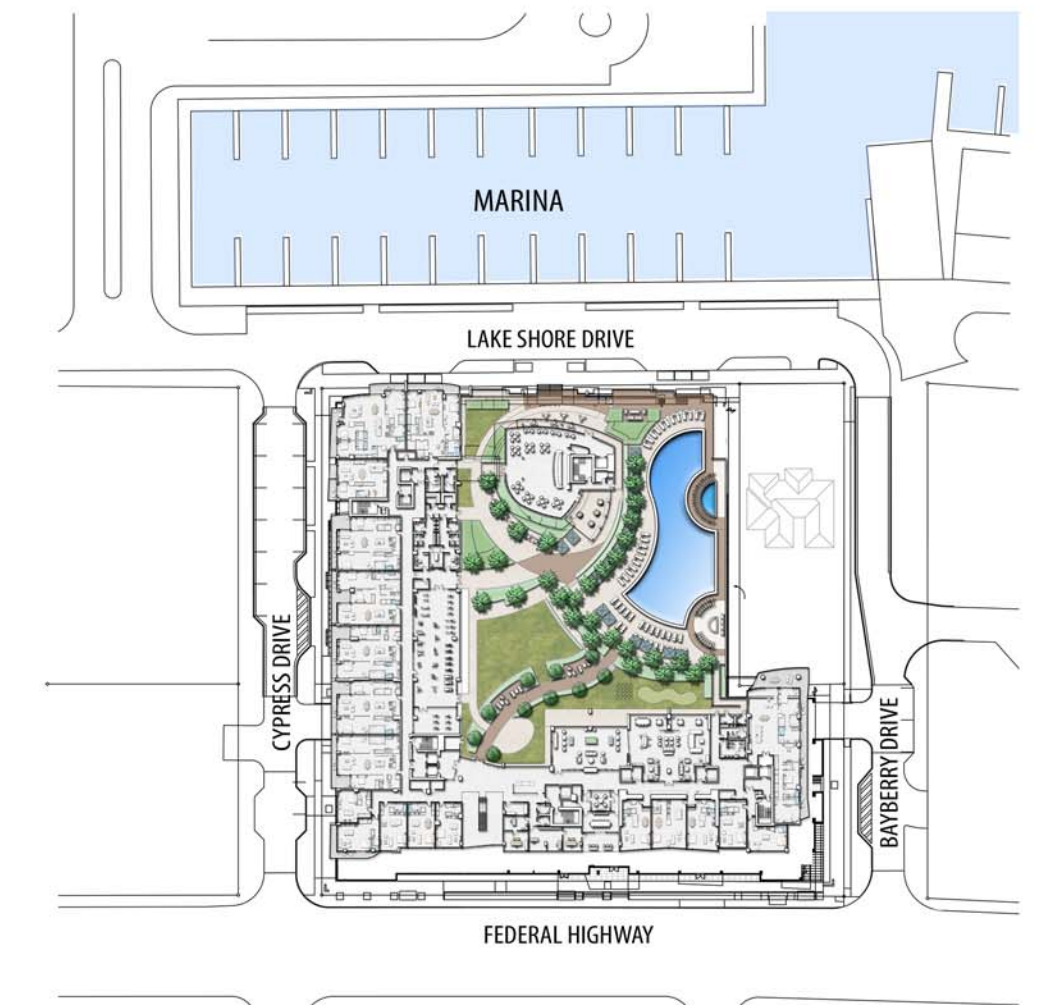 MARINA
LAKE SHORE DRIVE
CYPRESS DRIVE
BAYBERRY DRIVE
FEDERAL HIGHWAY